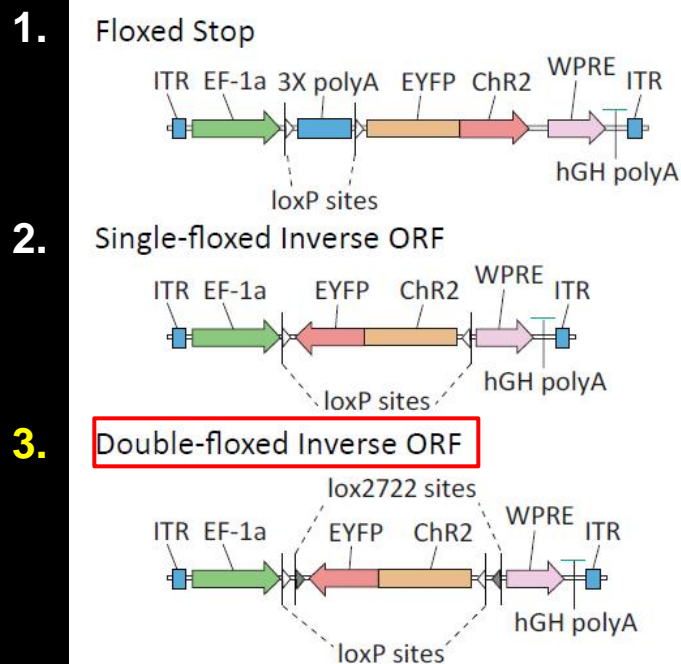 1. Floxed Stop
ITR EF-1a 3X polyA EYFP ChR2 WPRE ITR
hGH polyA
loxP sites
2. Single-floxed Inverse ORF
ITR EF-1a EYFP ChR2 WPRE ITR
hGH polyA
loxP sites
3. Double-floxed Inverse ORF
lox2722 sites
ITR EF-1a EYFP ChR2 WPRE ITR
hGH polyA
loxP sites